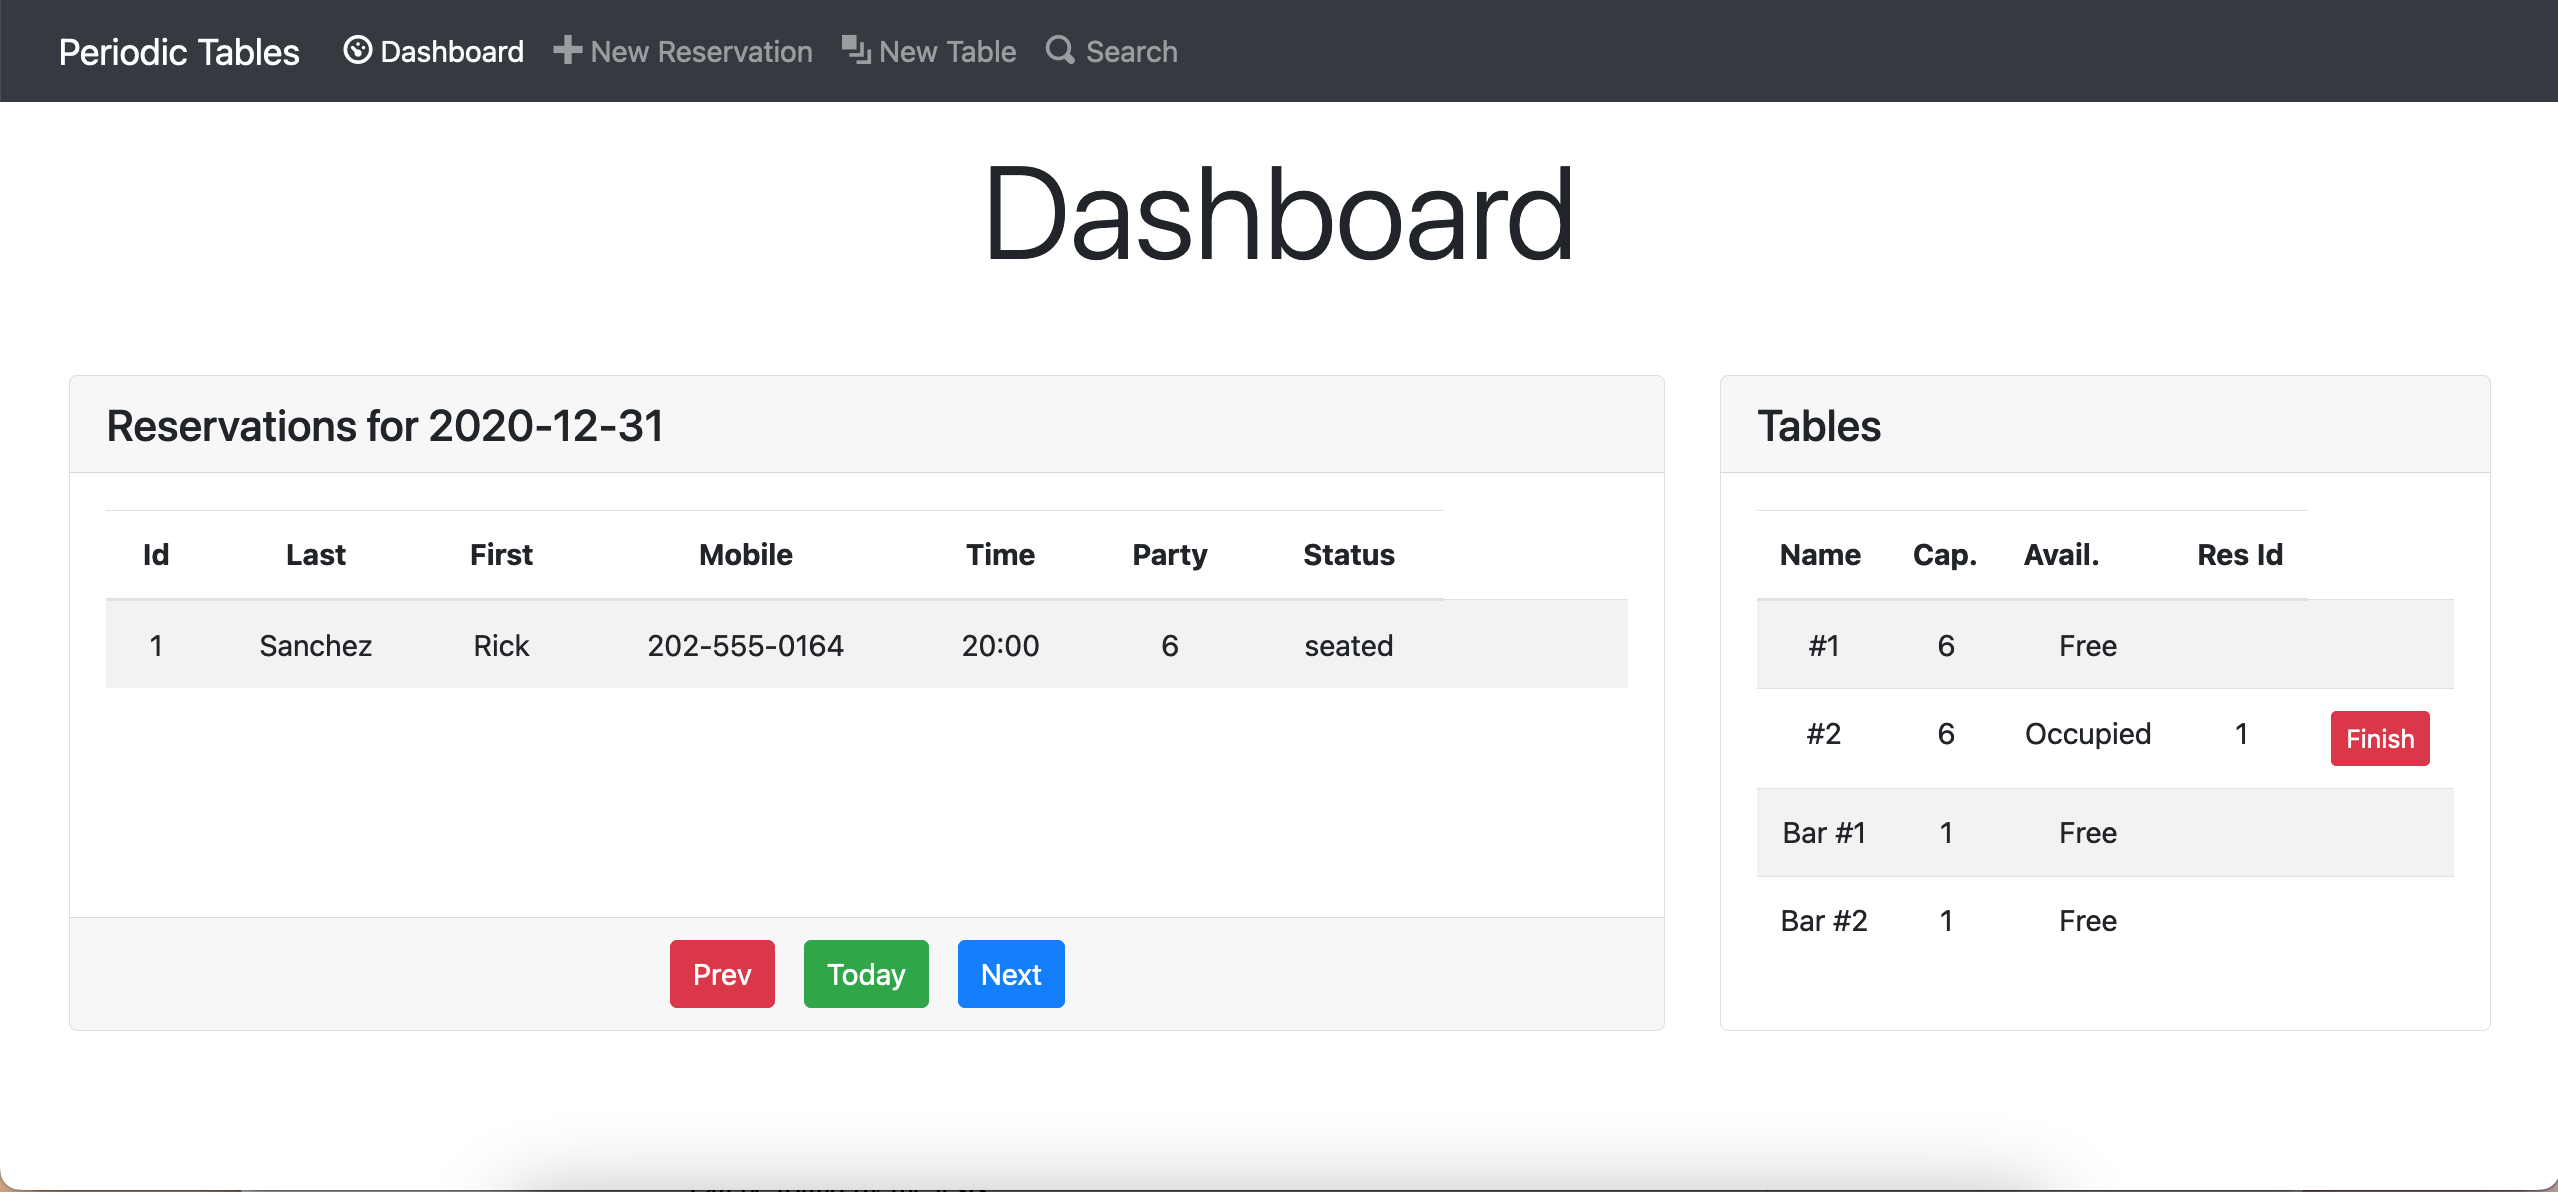 Periodic Tables Dashboard New Reservation New Table Search
Dashboard
Reservations for 2020-12-31
Id Last First Mobile Time Party Status
1 Sanchez Rick 202-555-0164 20:00 6 seated
Prev Today Next
Tables
Name Cap. Avail. Res Id
#1 6 Free
#2 6 Occupied 1 Finish
Bar #1 1 Free
Bar #2 1 Free